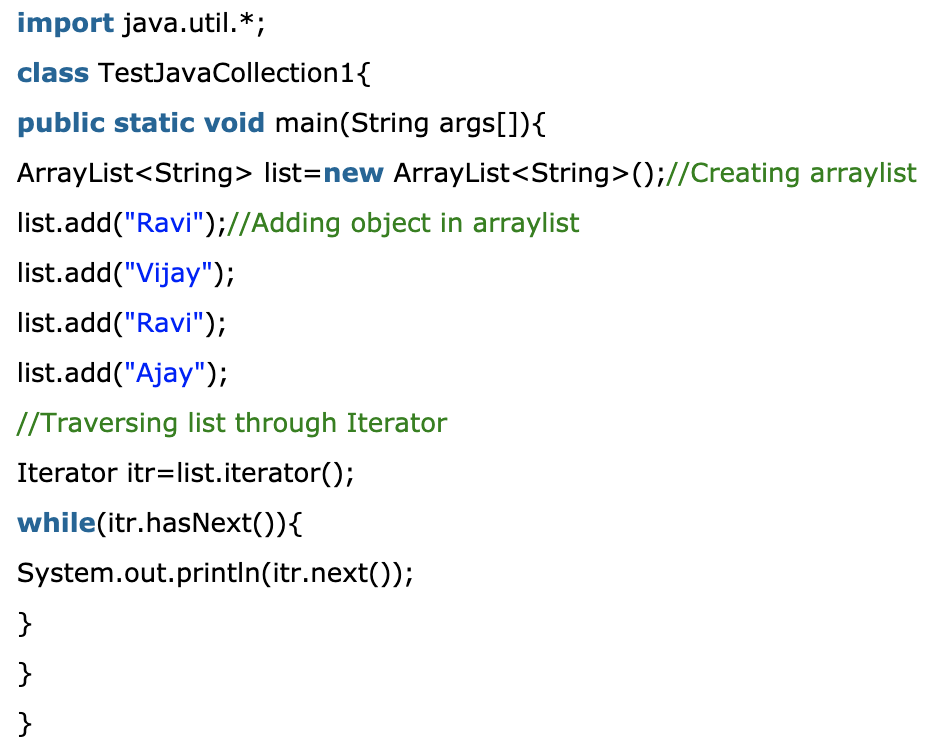 import java.util.*;
class TestJavaCollection1{
public static void main(String args[]){
ArrayList<String> list=new ArrayList<String>();//Creating arraylist
list.add("Ravi");//Adding object in arraylist
list.add("Vijay");
list.add("Ravi");
list.add("Ajay");
//Traversing list through Iterator
Iterator itr=list.iterator();
while(itr.hasNext()){
System.out.println(itr.next());
}
}
}